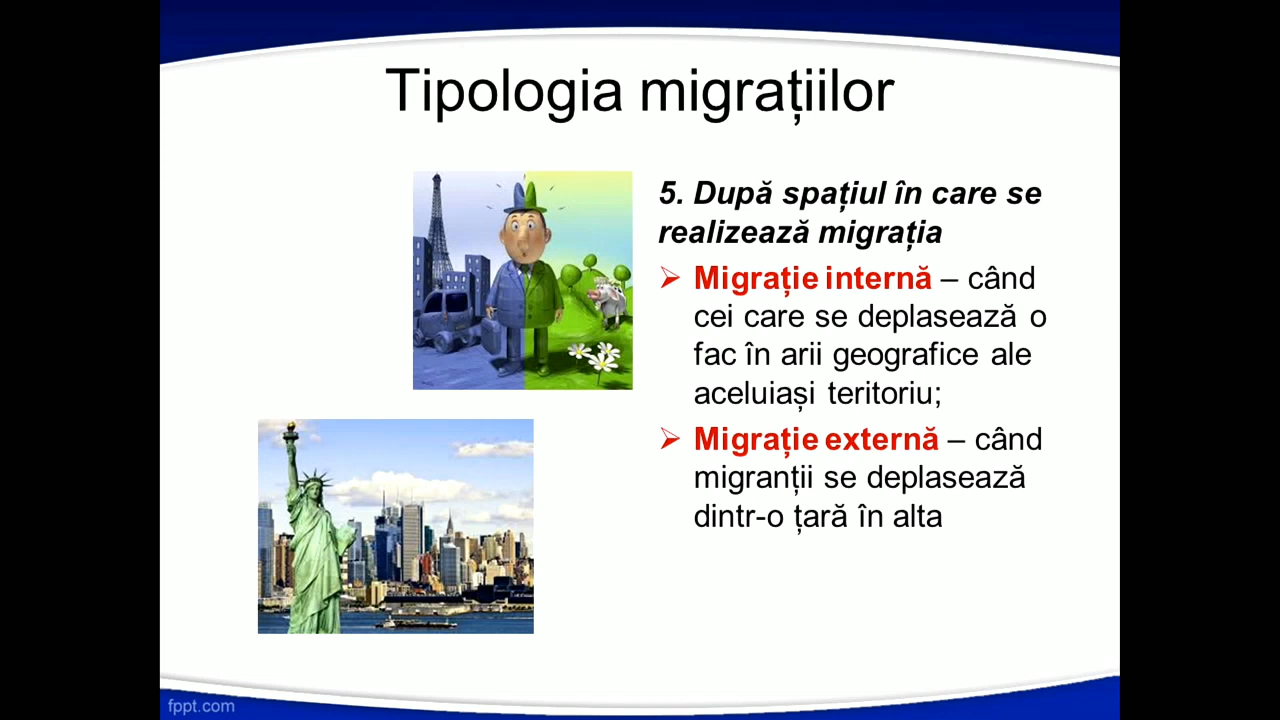 Tipologia migrațiilor
5. După spațiul în care se
realizează migrația
Migrație internă – când
cei care se deplasează o
fac în arii geografice ale
aceluiași teritoriu;
Migrație externă – când
migranții se deplasează
dintr-o țară în alta
fppt.com